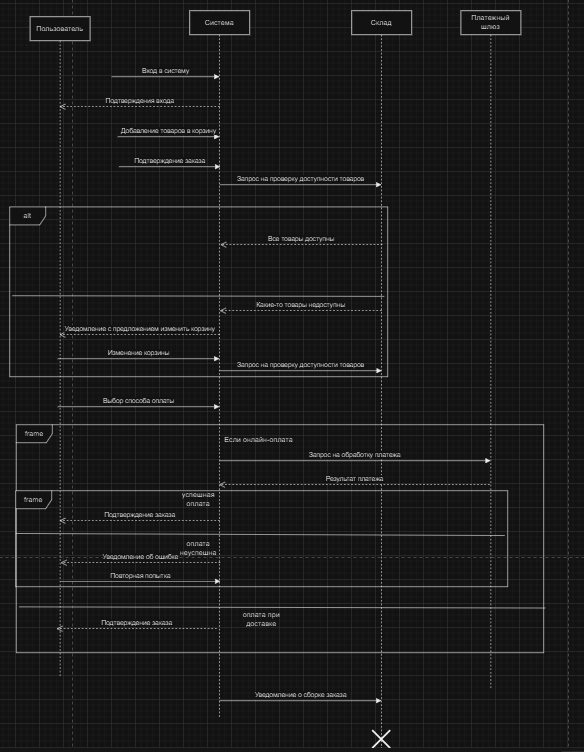 Пользователь
Система
Склад
Платежный
шлюз
Вход в систему
Подтверждения входа
Добавление товаров в корзину
Подтверждение заказа
Запрос на проверку доступности товаров
alt
Все товары доступны
Какие-то товары недоступны
Уведомление с предложением изменить корзину
Изменение корзины
Запрос на проверку доступности товаров
Выбор способа оплаты
frame
Если онлайн-оплата
Запрос на обработку платежа
Результат платежа
frame
успешная
оплата
Подтверждение заказа
оплата
неуспешна
Уведомление об ошибке
Повторная попытка
оплата при
доставке
Подтверждение заказа
Уведомление о сборке заказа